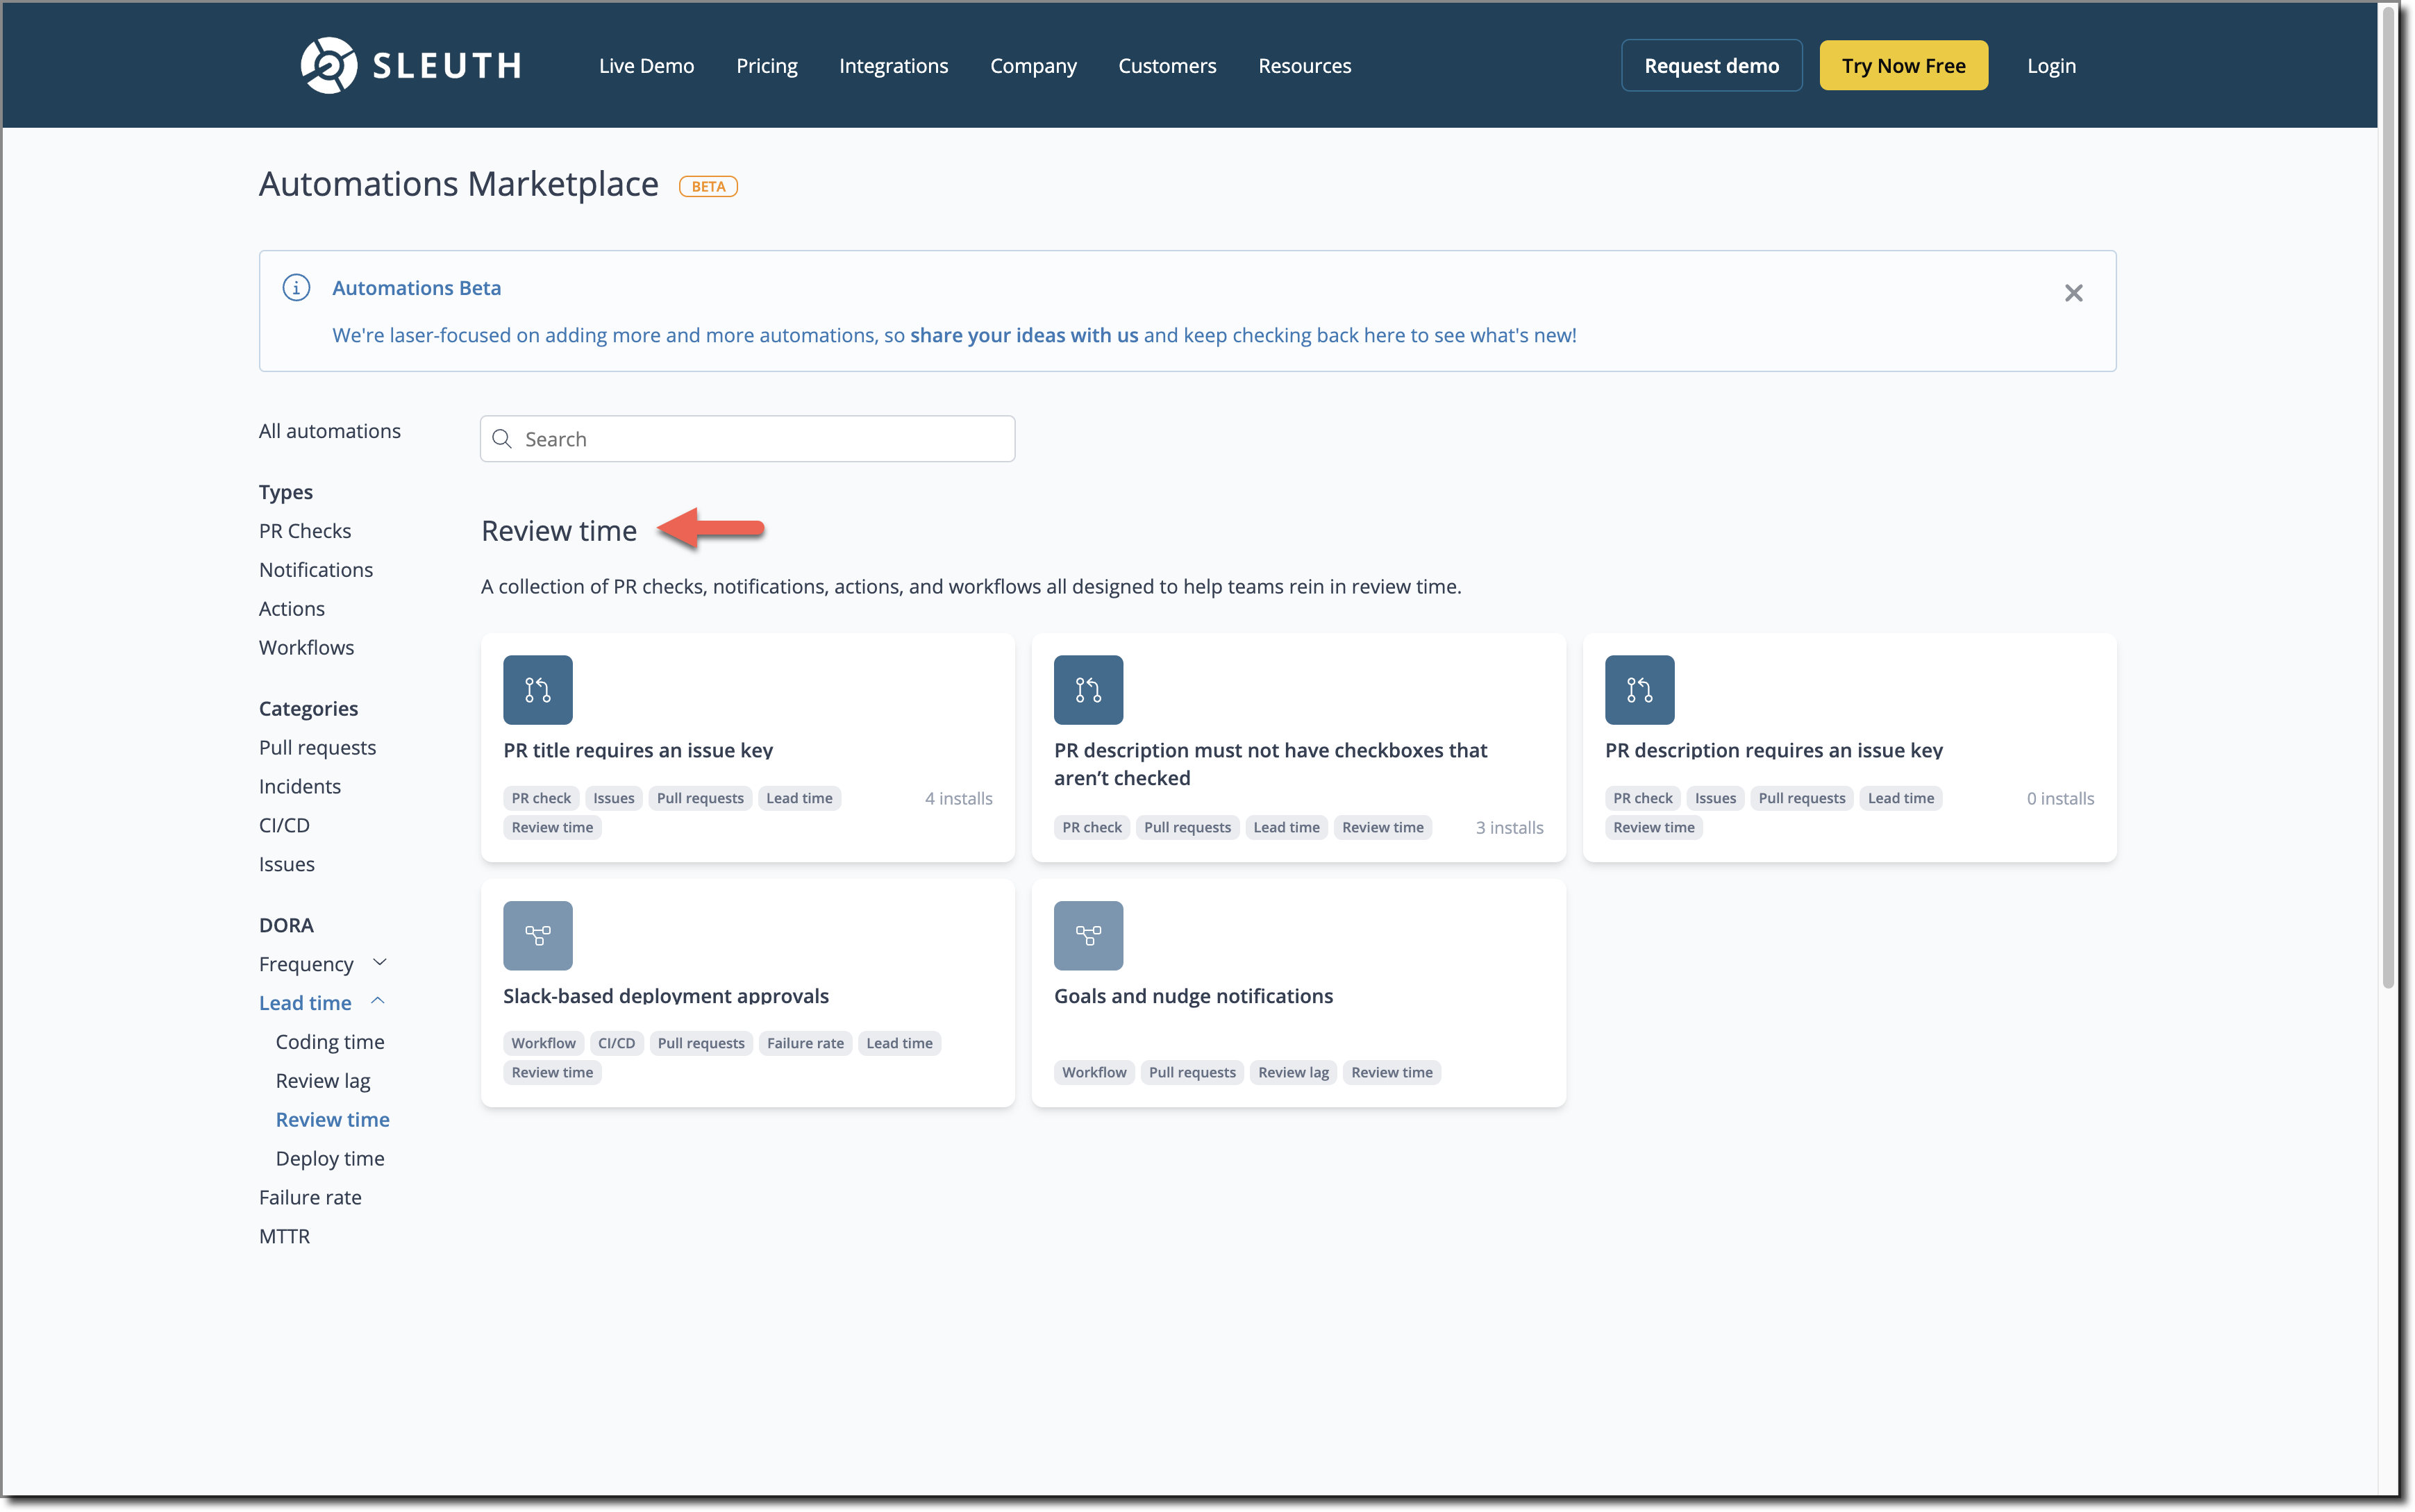 SLEUTH
Live Demo
Pricing
Integrations
Company
Customers
Resources
Request demo
Try Now Free
Login
Automations Marketplace BETA
Automations Beta
We're laser-focused on adding more and more automations, so share your ideas with us and keep checking back here to see what's new!
All automations
Types
PR Checks
Notifications
Actions
Workflows
Categories
Pull requests
Incidents
CI/CD
Issues
DORA
Frequency
Lead time
Coding time
Review lag
Review time
Deploy time
Failure rate
MTTR
Search
Review time
A collection of PR checks, notifications, actions, and workflows all designed to help teams rein in review time.
PR title requires an issue key
PR check Issues Pull requests Lead time 4 installs
Review time
PR description must not have checkboxes that
aren’t checked
PR check Pull requests Lead time Review time 3 installs
PR description requires an issue key
PR check Issues Pull requests Lead time 0 installs
Review time
Slack-based deployment approvals
Workflow CI/CD Pull requests Failure rate Lead time
Review time
Goals and nudge notifications
Workflow Pull requests Review lag Review time